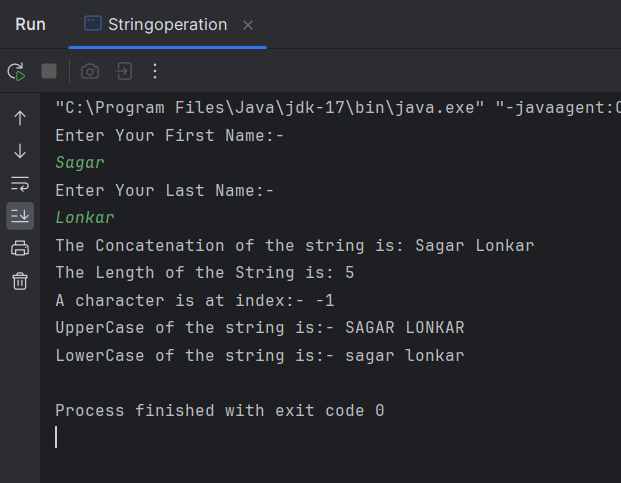 Run Stringoperation
"C:\Program Files\Java\jdk-17\bin\java.exe" "-javaagent:C
Enter Your First Name:-
Sagar
Enter Your Last Name:-
Lonkar
The Concatenation of the string is: Sagar Lonkar
The Length of the String is: 5
A character is at index:- -1
UpperCase of the string is:- SAGAR LONKAR
LowerCase of the string is:- sagar lonkar
Process finished with exit code 0